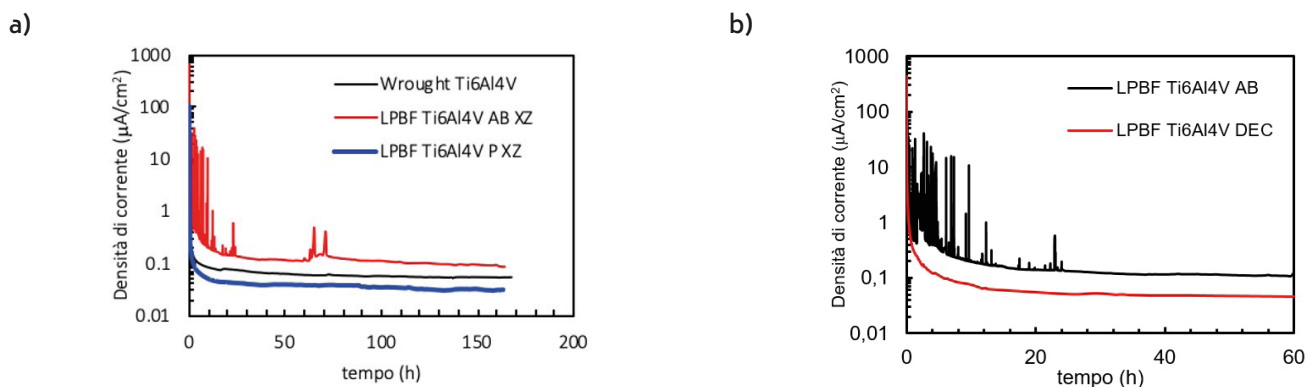 a)
1000
100
10
1
0.1
0.01
Densità di corrente (µA/cm²)
Wrought Ti6Al4V
LPBF Ti6Al4V AB XZ
LPBF Ti6Al4V P XZ
0
50
100
150
200
tempo (h)
b)
1000
100
10
1
0,1
0,01
Densità di corrente (µA/cm²)
LPBF Ti6Al4V AB
LPBF Ti6Al4V DEC
0
20
40
60
tempo (h)